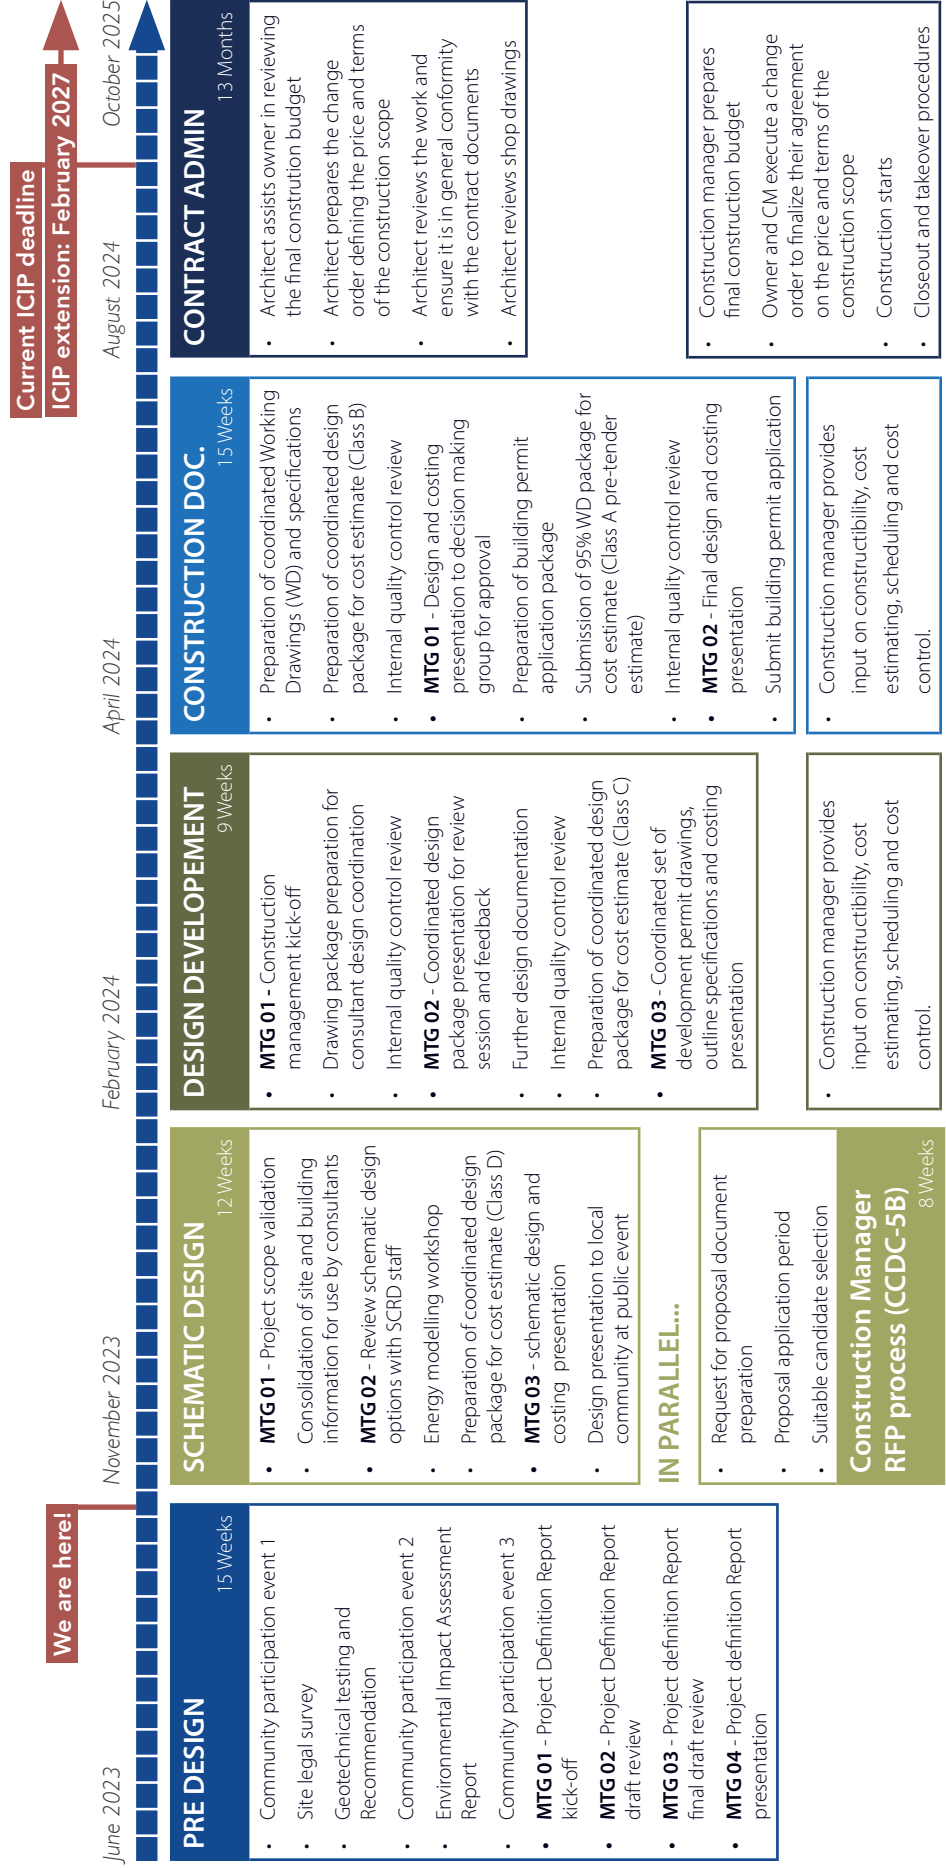 Current ICIP deadline
ICIP extension: February 2027
We are here!
June 2023
November 2023
February 2024
April 2024
August 2024
October 2025
PRE DESIGN
15 Weeks
• Community participation event 1
• Site legal survey
• Geotechnical testing and
Recommendation
• Community participation event 2
• Environmental Impact Assessment
Report
• Community participation event 3
• MTG 01 - Project Definition Report
kick-off
• MTG 02 - Project Definition Report
draft review
• MTG 03 - Project definition Report
final draft review
• MTG 04 - Project definition Report
presentation
SCHEMATIC DESIGN
12 Weeks
• MTG 01 - Project scope validation
• Consolidation of site and building
information for use by consultants
• MTG 02 - Review schematic design
options with SCRD staff
• Energy modelling workshop
• Preparation of coordinated design
package for cost estimate (Class D)
• MTG 03 - schematic design and
costing presentation
• Design presentation to local
community at public event
IN PARALLEL...
• Request for proposal document
preparation
• Proposal application period
• Suitable candidate selection
Construction Manager
RFP process (CCDC-5B)
8 Weeks
DESIGN DEVELOPEMENT
9 Weeks
• MTG 01 - Construction
management kick-off
• Drawing package preparation for
consultant design coordination
• Internal quality control review
• MTG 02 - Coordinated design
package presentation for review
session and feedback
• Further design documentation
• Internal quality control review
• Preparation of coordinated design
package for cost estimate (Class C)
• MTG 03 - Coordinated set of
development permit drawings,
outline specifications and costing
presentation
• Construction manager provides
input on constructibility, cost
estimating, scheduling and cost
control.
CONSTRUCTION DOC.
15 Weeks
• Preparation of coordinated Working
Drawings (WD) and specifications
• Preparation of coordinated design
package for cost estimate (Class B)
• Internal quality control review
• MTG 01 - Design and costing
presentation to decision making
group for approval
• Preparation of building permit
application package
• Submission of 95% WD package for
cost estimate (Class A pre-tender
estimate)
• Internal quality control review
• MTG 02 - Final design and costing
presentation
• Submit building permit application
• Construction manager provides
input on constructibility, cost
estimating, scheduling and cost
control.
CONTRACT ADMIN
13 Months
• Architect assists owner in reviewing
the final constrution budget
• Architect prepares the change
order defining the price and terms
of the construction scope
• Architect reviews the work and
ensure it is in general conformity
with the contract documents
• Architect reviews shop drawings
• Construction manager prepares
final construction budget
• Owner and CM execute a change
order to finalize their agreement
on the price and terms of the
construction scope
• Construction starts
• Closeout and takeover procedures